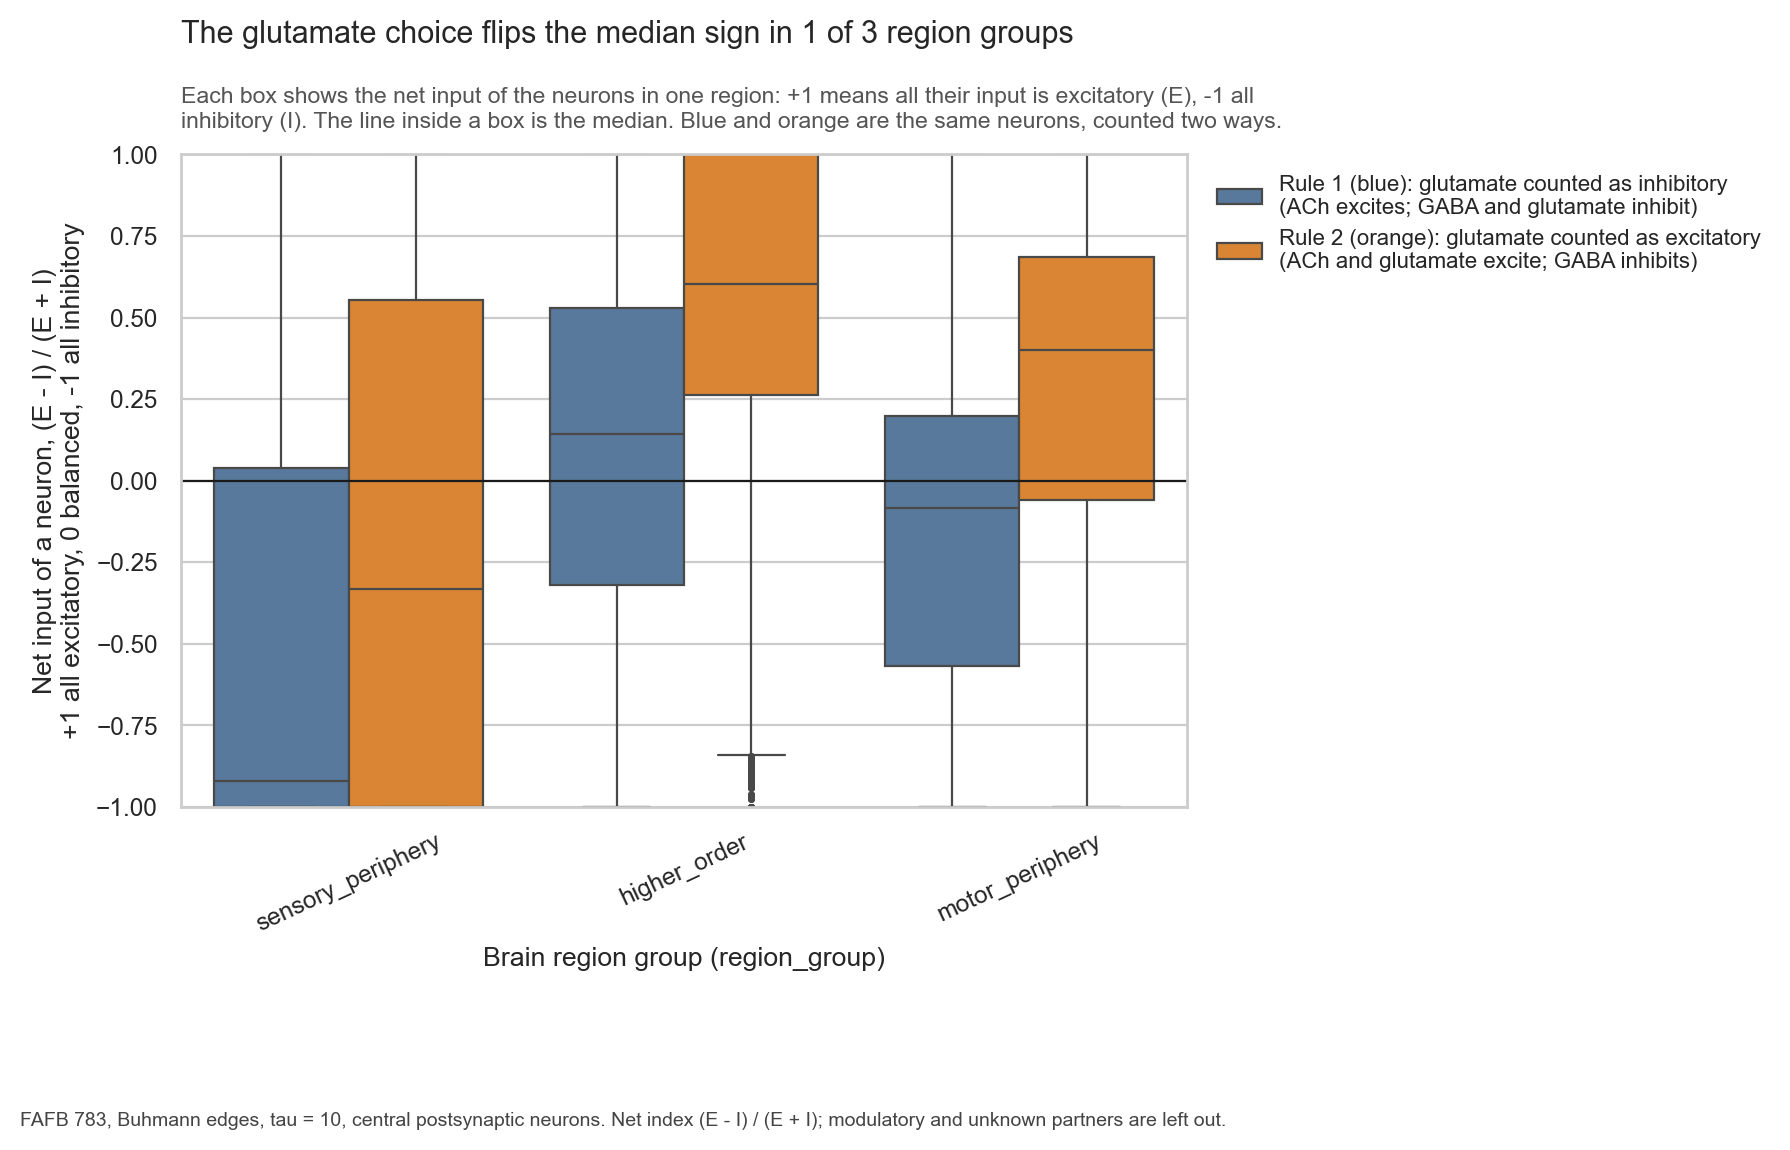 The glutamate choice flips the median sign in 1 of 3 region groups
Each box shows the net input of the neurons in one region: +1 means all their input is excitatory (E), -1 all
inhibitory (I). The line inside a box is the median. Blue and orange are the same neurons, counted two ways.
Net input of a neuron, (E - I) / (E + I)
+1 all excitatory, 0 balanced, -1 all inhibitory
1.00
0.75
0.50
0.25
0.00
−0.25
−0.50
−0.75
−1.00
Rule 1 (blue): glutamate counted as inhibitory
(ACh excites; GABA and glutamate inhibit)
Rule 2 (orange): glutamate counted as excitatory
(ACh and glutamate excite; GABA inhibits)
sensory_periphery
higher_order
motor_periphery
Brain region group (region_group)
FAFB 783, Buhmann edges, tau = 10, central postsynaptic neurons. Net index (E - I) / (E + I); modulatory and unknown partners are left out.